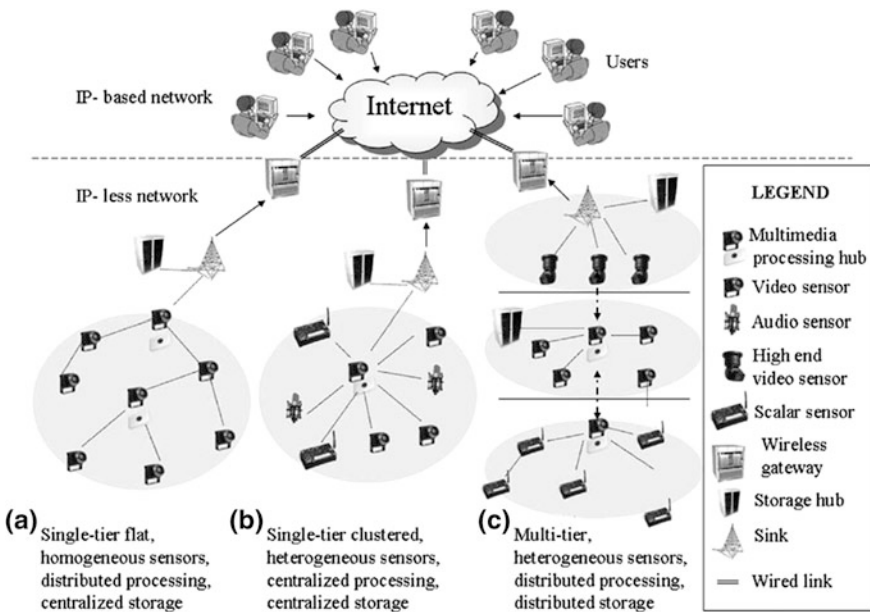 Users
IP- based network
Internet
IP- less network
LEGEND
Multimedia
processing hub
Video sensor
Audio sensor
High end
video sensor
Scalar sensor
Wireless
gateway
Storage hub
Sink
Wired link
(a) Single-tier flat,
homogeneous sensors,
distributed processing,
centralized storage
(b) Single-tier clustered,
heterogeneous sensors,
centralized processing,
centralized storage
(c) Multi-tier,
heterogeneous sensors,
distributed processing,
distributed storage